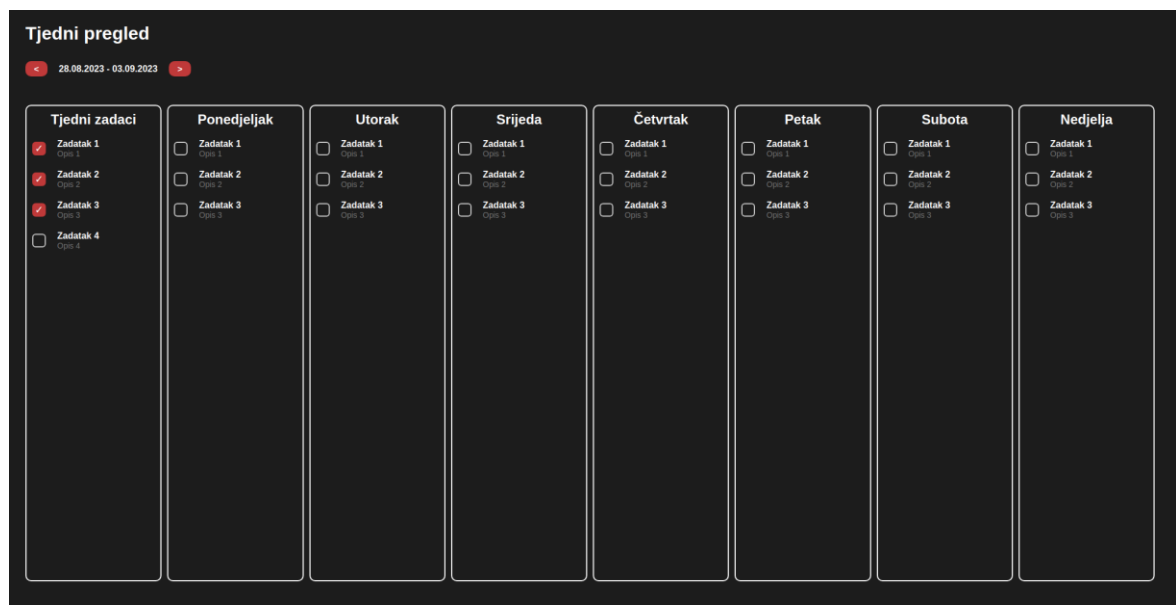 Tjedni pregled
< 28.08.2023 - 03.09.2023 >
Tjedni zadaci
✓ Zadatak 1
Opis 1
✓ Zadatak 2
Opis 2
✓ Zadatak 3
Opis 3
Zadatak 4
Opis 4
Ponedjeljak
Zadatak 1
Opis 1
Zadatak 2
Opis 2
Zadatak 3
Opis 3
Utorak
Zadatak 1
Opis 1
Zadatak 2
Opis 2
Zadatak 3
Opis 3
Srijeda
Zadatak 1
Opis 1
Zadatak 2
Opis 2
Zadatak 3
Opis 3
Četvrtak
Zadatak 1
Opis 1
Zadatak 2
Opis 2
Zadatak 3
Opis 3
Petak
Zadatak 1
Opis 1
Zadatak 2
Opis 2
Zadatak 3
Opis 3
Subota
Zadatak 1
Opis 1
Zadatak 2
Opis 2
Zadatak 3
Opis 3
Nedjelja
Zadatak 1
Opis 1
Zadatak 2
Opis 2
Zadatak 3
Opis 3